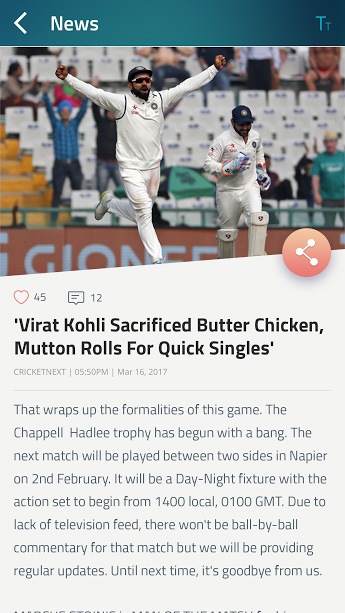 News
TT
GIONEE
45
12
'Virat Kohli Sacrificed Butter Chicken,
Mutton Rolls For Quick Singles'
CRICKETNEXT | 05:50PM | Mar 16, 2017
That wraps up the formalities of this game. The
Chappell Hadlee trophy has begun with a bang. The
next match will be played between two sides in Napier
on 2nd February. It will be a Day-Night fixture with the
action set to begin from 1400 local, 0100 GMT. Due to
lack of television feed, there won't be ball-by-ball
commentary for that match but we will be providing
regular updates. Until next time, it's goodbye from us.